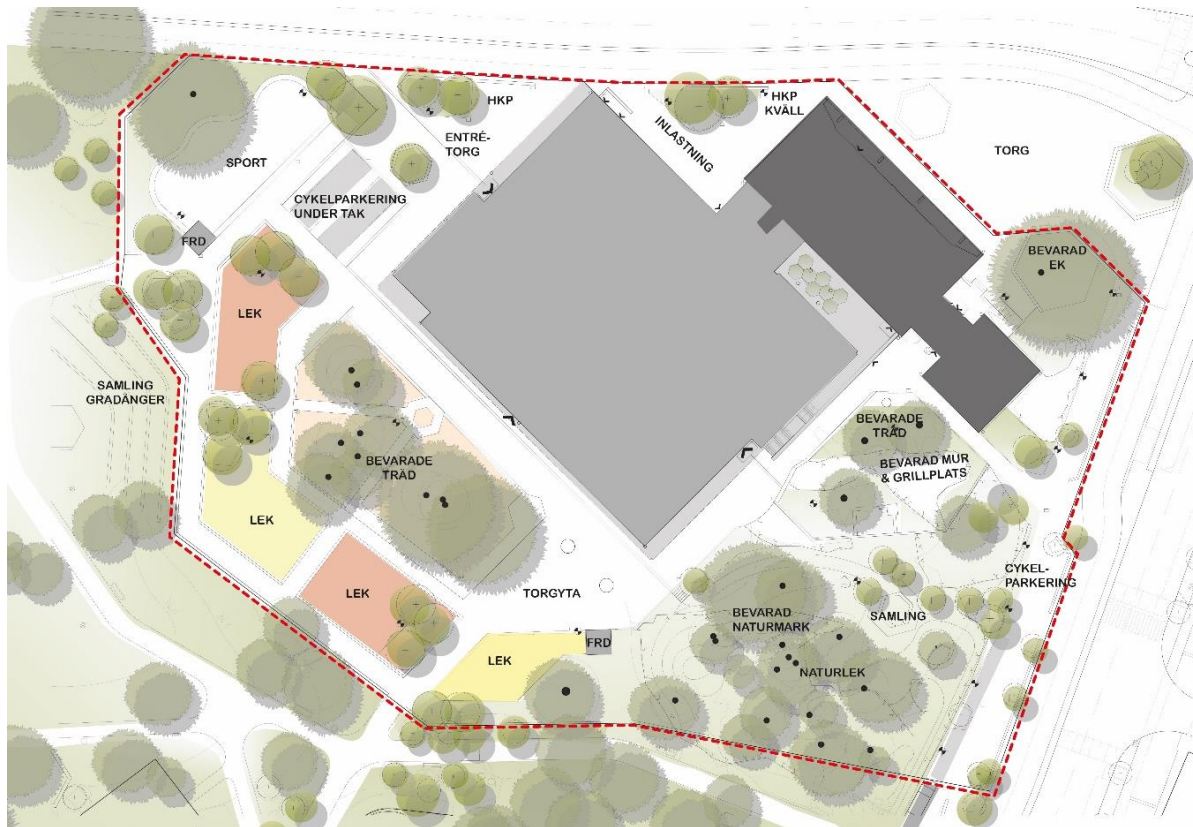 HKP
HKP
KVÄLL
ENTRÉ-
TORG
INLASTNING
TORG
SPORT
CYKELPARKERING
UNDER TAK
FRD
BEVARAD
EK
LEK
SAMLING
GRADÄNGER
BEVARADE
TRÄD
BEVARADE
TRÄD
BEVARAD MUR
& GRILLPLATS
LEK
CYKEL-
PARKERING
LEK
TORGYTA
BEVARAD
NATURMARK
SAMLING
FRD
LEK
NATURLEK